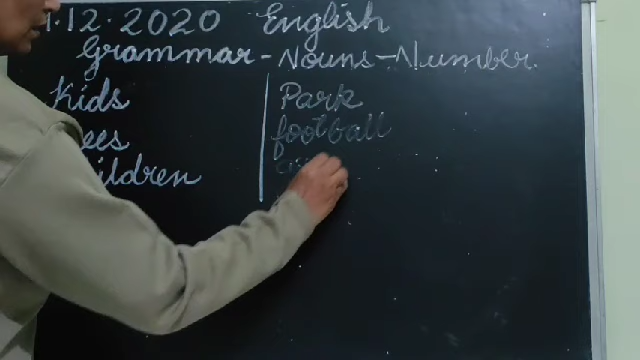 1.12.2020 English
Grammar - Nouns - Number.
Kids
Park
football